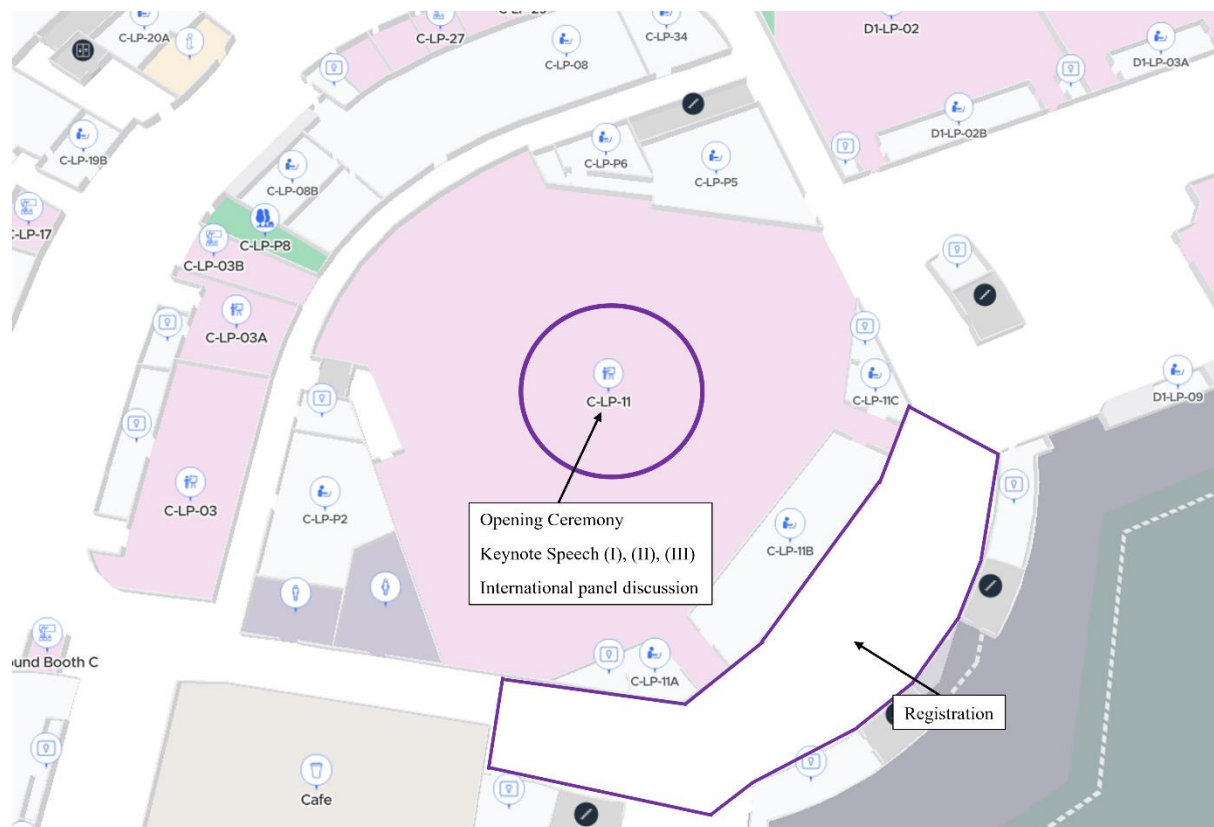 C-LP-20A
C-LP-27
C-LP-34
D1-LP-02
C-LP-08
D1-LP-03A
C-LP-19B
D1-LP-02B
C-LP-P6
C-LP-P5
C-LP-08B
C-LP-17
C-LP-P8
C-LP-03B
C-LP-03A
C-LP-11
C-LP-11C
D1-LP-09
C-LP-03
C-LP-P2
Opening Ceremony
Keynote Speech (I), (II), (III)
International panel discussion
C-LP-11B
und Booth C
C-LP-11A
Registration
Cafe